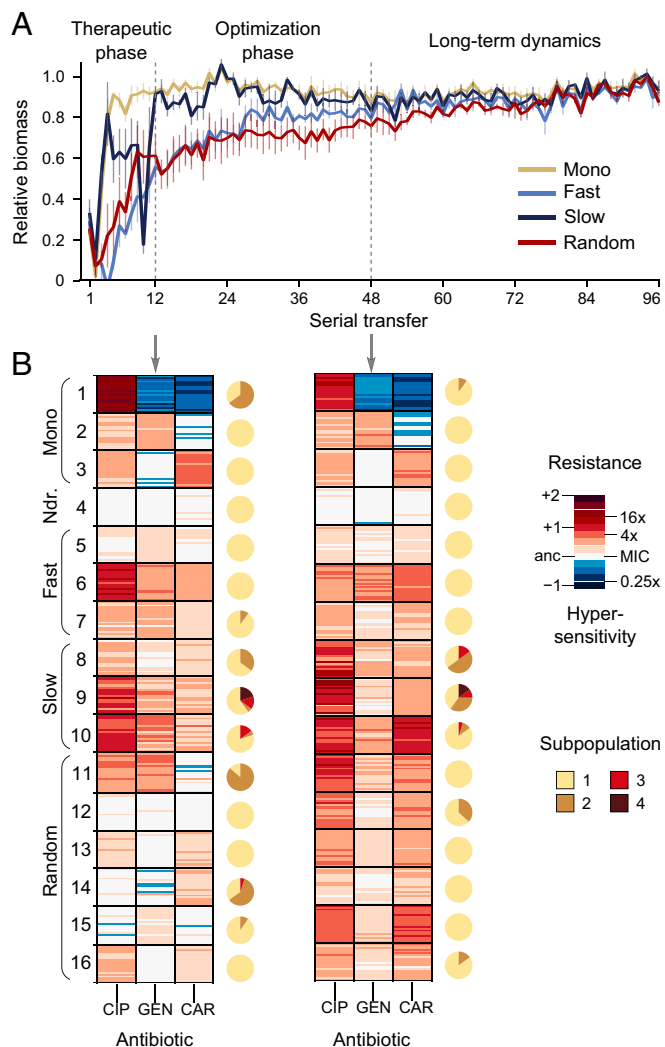 A
Therapeutic phase
Optimization phase
Long-term dynamics
Relative biomass
1.0
0.8
0.6
0.4
0.2
0
Mono
Fast
Slow
Random
1
12
24
36
48
60
72
84
96
Serial transfer
B
Mono
1
2
3
Ndr.
4
Fast
5
6
7
Slow
8
9
10
Random
11
12
13
14
15
16
CIP GEN CAR
Antibiotic
CIP GEN CAR
Antibiotic
Resistance
+2
16x
+1
4x
anc
MIC
−1
0.25x
Hyper-
sensitivity
Subpopulation
1
3
2
4